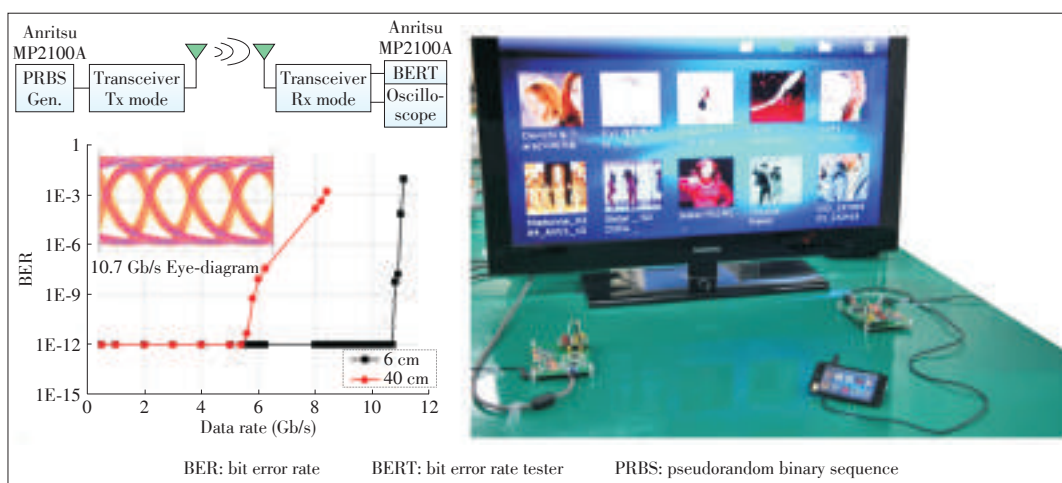 Anritsu
MP2100A
PRBS
Gen.
Transceiver
Tx mode
Transceiver
Rx mode
Anritsu
MP2100A
BERT
Oscillo-
scope
1
1E-3
1E-6
1E-9
1E-12
1E-15
BER
10.7 Gb/s Eye-diagram
6 cm
40 cm
0 2 4 6 8 10 12
Data rate (Gb/s)
BER: bit error rate BERT: bit error rate tester PRBS: pseudorandom binary sequence